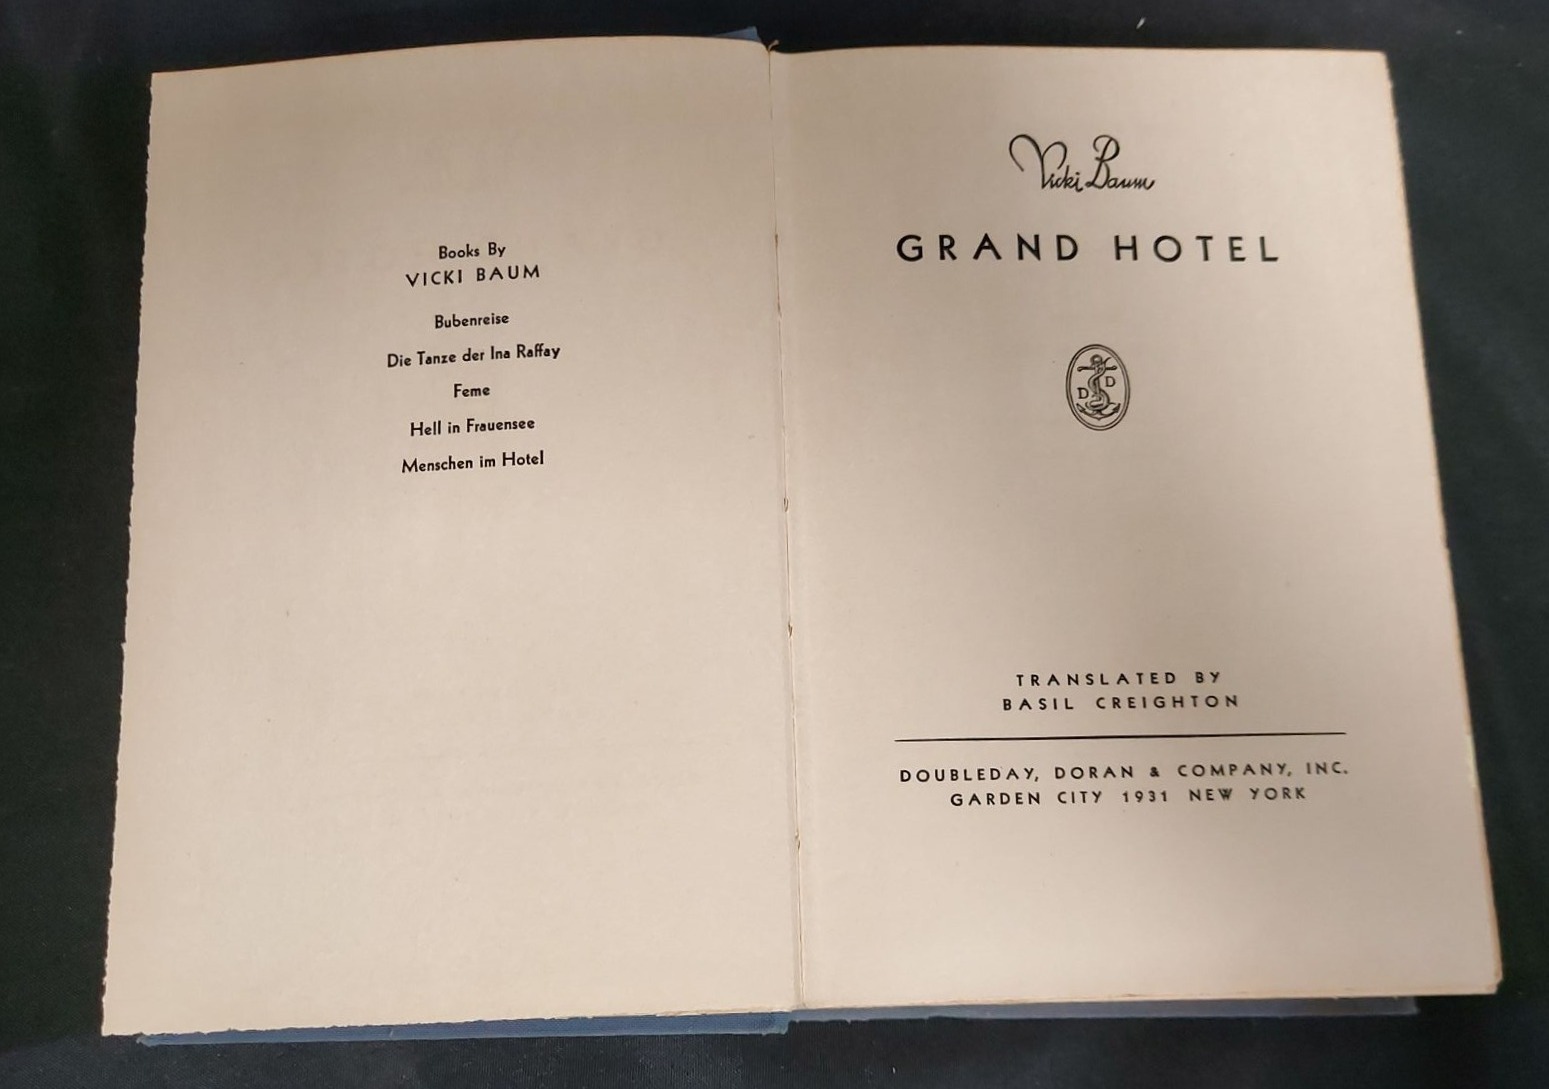 Books By
VICKI BAUM
Bubenreise
Die Tanze der Ina Raffay
Feme
Hell in Frauensee
Menschen im Hotel
Vicki Baum
GRAND HOTEL
D D
TRANSLATED BY
BASIL CREIGHTON
DOUBLEDAY, DORAN & COMPANY, INC.
GARDEN CITY 1931 NEW YORK